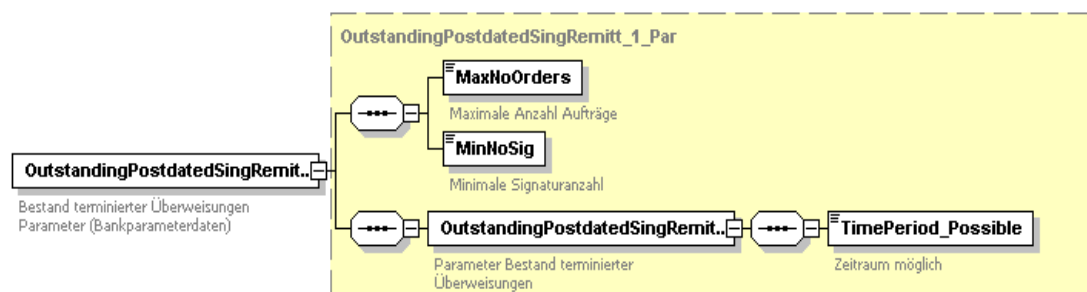 OutstandingPostdatedSingRemitt_1_Par
MaxNoOrders
Maximale Anzahl Aufträge
MinNoSig
Minimale Signaturanzahl
OutstandingPostdatedSingRemit..
Bestand terminierter Überweisungen
Parameter (Bankparameterdaten)
OutstandingPostdatedSingRemit..
Parameter Bestand terminierter
Überweisungen
TimePeriod_Possible
Zeitraum möglich